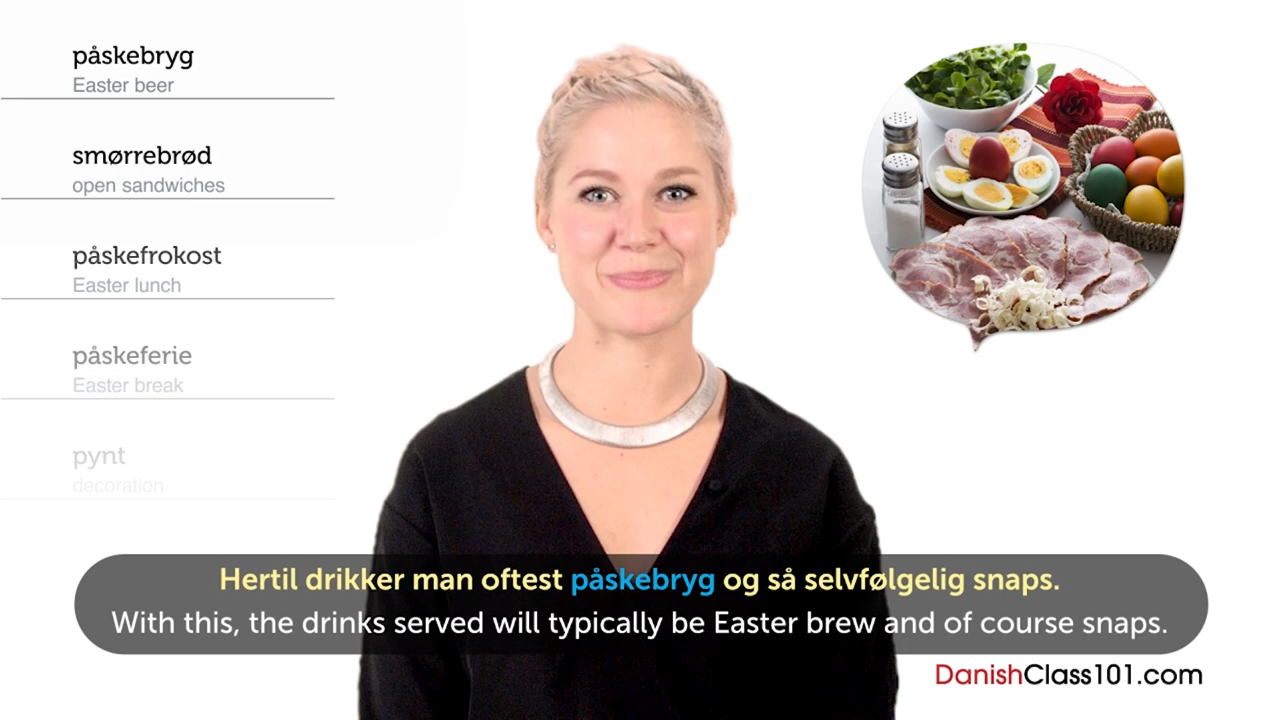 påskebryg
Easter beer
smørrebrød
open sandwiches
påskefrokost
Easter lunch
påskeferie
Easter break
pynt
decoration
Hertil drikker man oftest påskebryg og så selvfølgelig snaps.
With this, the drinks served will typically be Easter brew and of course snaps.
DanishClass101.com